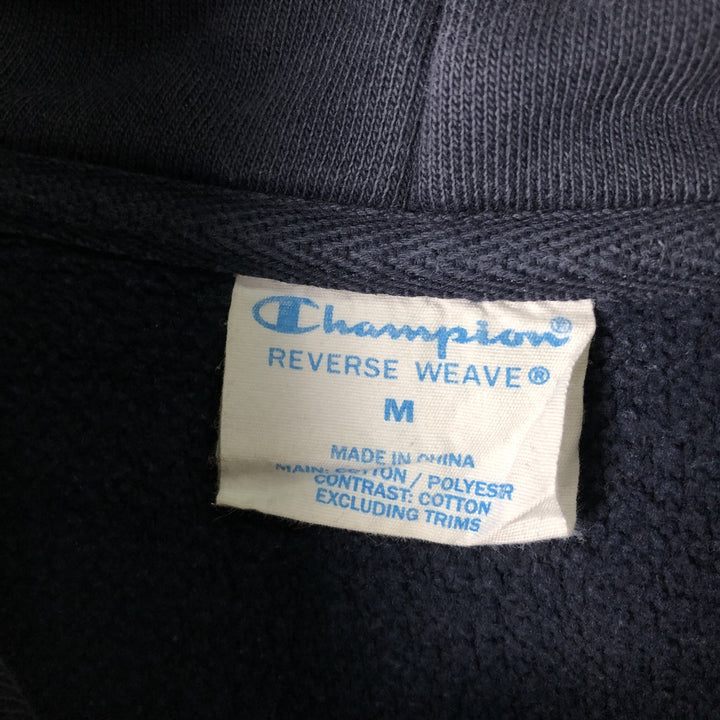 Champion®
REVERSE WEAVE®
M
MADE IN CHINA
MAIN: COTTON / POLYESR
CONTRAST: COTTON
EXCLUDING TRIMS